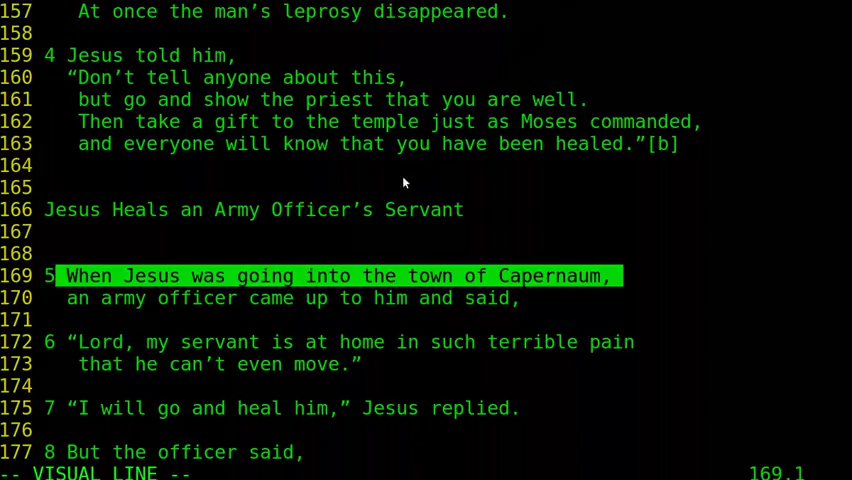 157    At once the man’s leprosy disappeared.
158
159 4 Jesus told him,
160   “Don’t tell anyone about this,
161    but go and show the priest that you are well.
162    Then take a gift to the temple just as Moses commanded,
163    and everyone will know that you have been healed.”[b]
164
165
166 Jesus Heals an Army Officer’s Servant
167
168
169 5 When Jesus was going into the town of Capernaum,
170   an army officer came up to him and said,
171
172 6 “Lord, my servant is at home in such terrible pain
173    that he can’t even move.”
174
175 7 “I will go and heal him,” Jesus replied.
176
177 8 But the officer said,
-- VISUAL LINE -- 169.1